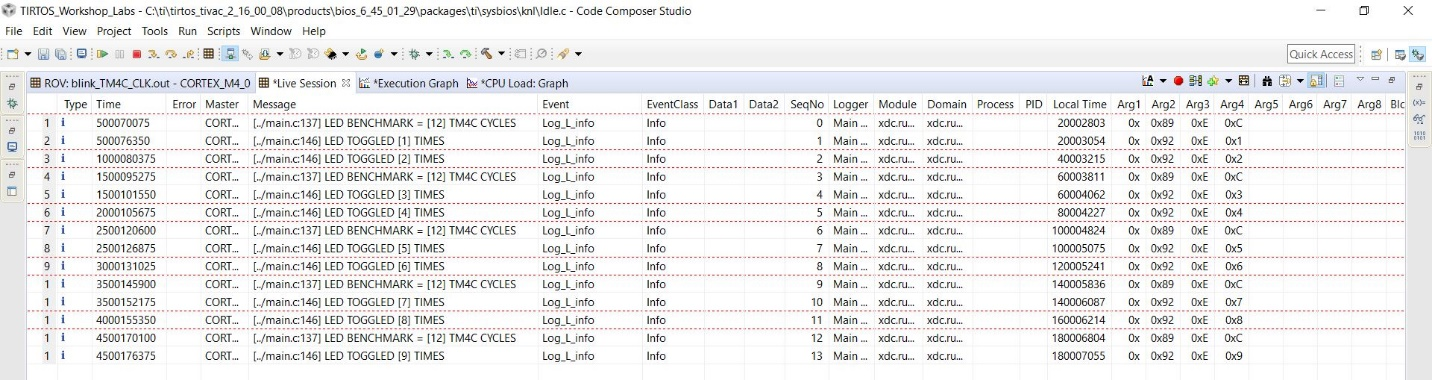 TIRTOS_Workshop_Labs - C:\ti\tirtos_tivac_2_16_00_08\products\bios_6_45_01_29\packages\ti\sysbios\knl\Idle.c - Code Composer Studio
File Edit View Project Tools Run Scripts Window Help
Quick Access
ROV: blink_TM4C_CLK.out - CORTEX_M4_0 *Live Session *Execution Graph *CPU Load: Graph
Type Time Error Master Message Event EventClass Data1 Data2 SeqNo Logger Module Domain Process PID Local Time Arg1 Arg2 Arg3 Arg4 Arg5 Arg6 Arg7 Arg8 Blc
1 i 500070075 CORT... [../main.c:137] LED BENCHMARK = [12] TM4C CYCLES Log_L_info Info 0 Main ... xdc.ru... xdc.ru... 20002803 0x 0x89 0xE 0xC
2 i 500076350 CORT... [../main.c:146] LED TOGGLED [1] TIMES Log_L_info Info 1 Main ... xdc.ru... xdc.ru... 20003054 0x 0x92 0xE 0x1
3 i 1000080375 CORT... [../main.c:146] LED TOGGLED [2] TIMES Log_L_info Info 2 Main ... xdc.ru... xdc.ru... 40003215 0x 0x92 0xE 0x2
4 i 1500095275 CORT... [../main.c:137] LED BENCHMARK = [12] TM4C CYCLES Log_L_info Info 3 Main ... xdc.ru... xdc.ru... 60003811 0x 0x89 0xE 0xC
5 i 1500101550 CORT... [../main.c:146] LED TOGGLED [3] TIMES Log_L_info Info 4 Main ... xdc.ru... xdc.ru... 60004062 0x 0x92 0xE 0x3
6 i 2000105675 CORT... [../main.c:146] LED TOGGLED [4] TIMES Log_L_info Info 5 Main ... xdc.ru... xdc.ru... 80004227 0x 0x92 0xE 0x4
7 i 2500120600 CORT... [../main.c:137] LED BENCHMARK = [12] TM4C CYCLES Log_L_info Info 6 Main ... xdc.ru... xdc.ru... 100004824 0x 0x89 0xE 0xC
8 i 2500126875 CORT... [../main.c:146] LED TOGGLED [5] TIMES Log_L_info Info 7 Main ... xdc.ru... xdc.ru... 100005075 0x 0x92 0xE 0x5
9 i 3000131025 CORT... [../main.c:146] LED TOGGLED [6] TIMES Log_L_info Info 8 Main ... xdc.ru... xdc.ru... 120005241 0x 0x92 0xE 0x6
1 i 3500145900 CORT... [../main.c:137] LED BENCHMARK = [12] TM4C CYCLES Log_L_info Info 9 Main ... xdc.ru... xdc.ru... 140005836 0x 0x89 0xE 0xC
1 i 3500152175 CORT... [../main.c:146] LED TOGGLED [7] TIMES Log_L_info Info 10 Main ... xdc.ru... xdc.ru... 140006087 0x 0x92 0xE 0x7
1 i 4000155350 CORT... [../main.c:146] LED TOGGLED [8] TIMES Log_L_info Info 11 Main ... xdc.ru... xdc.ru... 160006214 0x 0x92 0xE 0x8
1 i 4500170100 CORT... [../main.c:137] LED BENCHMARK = [12] TM4C CYCLES Log_L_info Info 12 Main ... xdc.ru... xdc.ru... 180006804 0x 0x89 0xE 0xC
1 i 4500176375 CORT... [../main.c:146] LED TOGGLED [9] TIMES Log_L_info Info 13 Main ... xdc.ru... xdc.ru... 180007055 0x 0x92 0xE 0x9